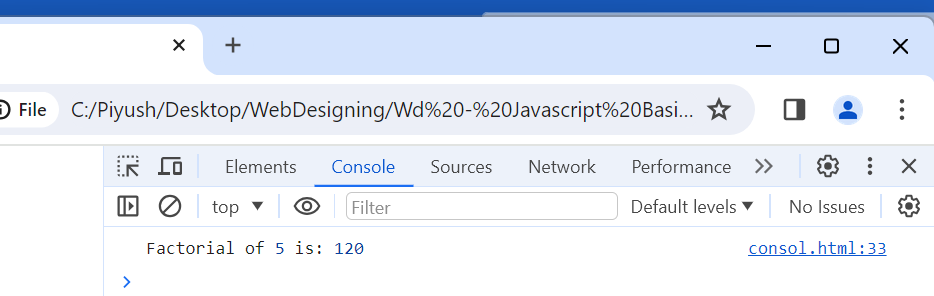 File C:/Piyush/Desktop/WebDesigning/Wd%20-%20Javascript%20Basi...
Elements Console Sources Network Performance
top Filter Default levels No Issues
Factorial of 5 is: 120 consol.html:33